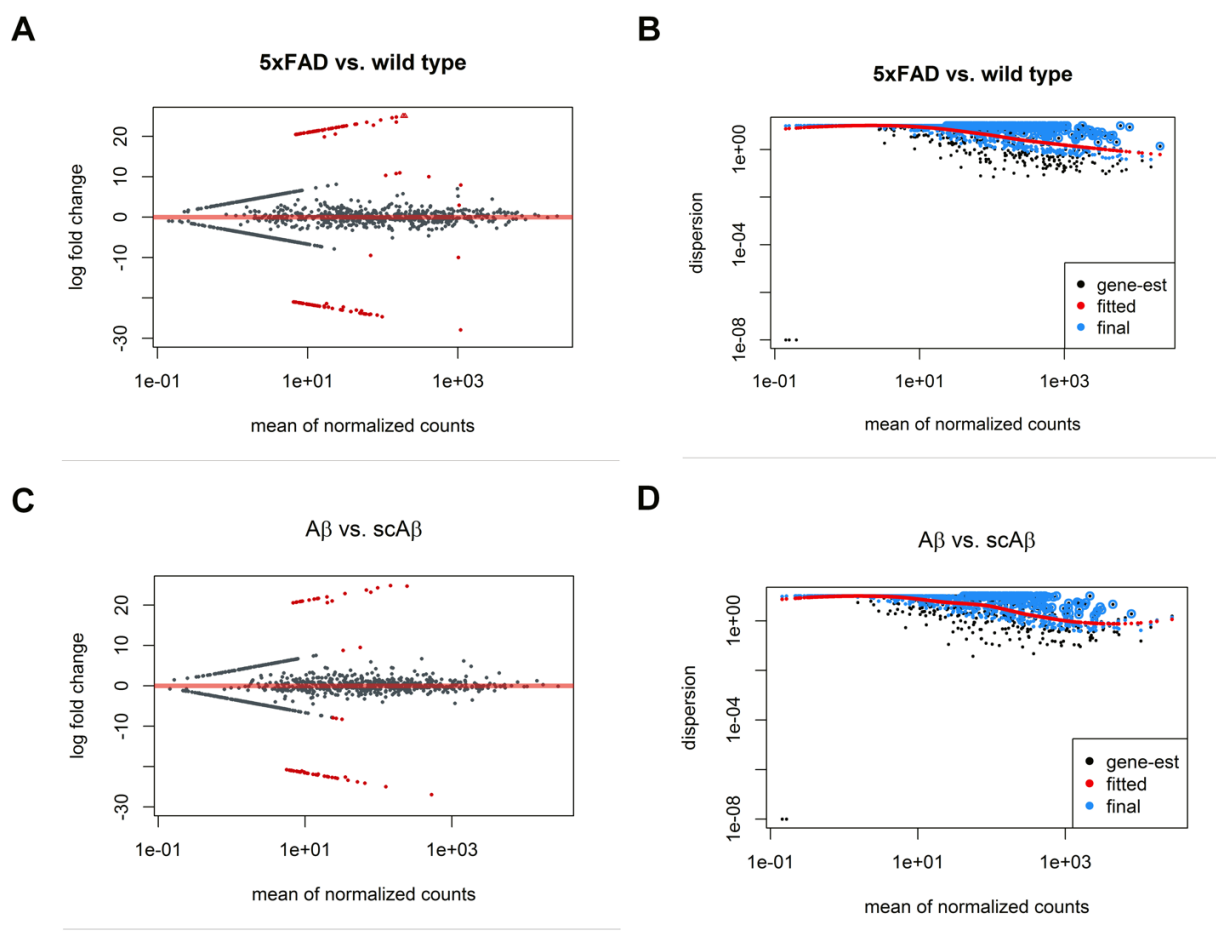 A
5xFAD vs. wild type
log fold change
20
10
0
-10
-30
1e-01
1e+01
1e+03
mean of normalized counts
B
5xFAD vs. wild type
dispersion
1e+00
1e-04
1e-08
gene-est
fitted
final
1e-01
1e+01
1e+03
mean of normalized counts
C
Aβ vs. scAβ
log fold change
20
10
0
-10
-30
1e-01
1e+01
1e+03
mean of normalized counts
D
Aβ vs. scAβ
dispersion
1e+00
1e-04
1e-08
gene-est
fitted
final
1e-01
1e+01
1e+03
mean of normalized counts